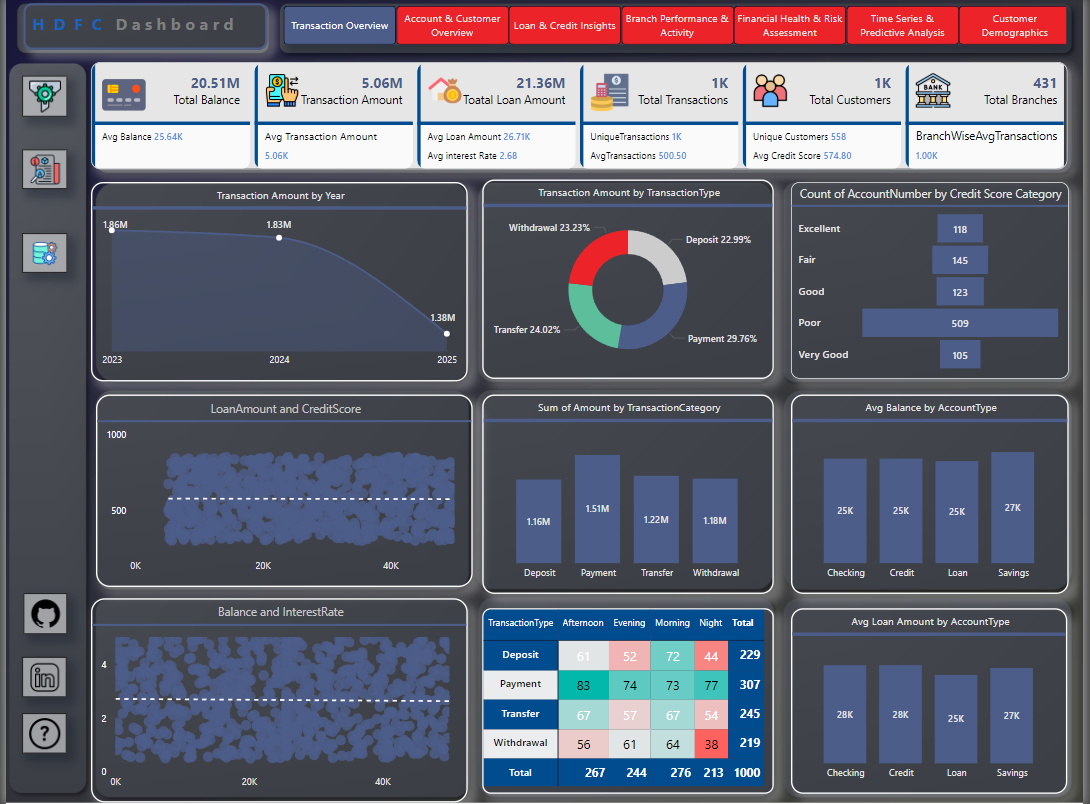 HDFC Dashboard
Transaction Overview
Account & Customer
Overview
Loan & Credit Insights
Branch Performance &
Activity
Financial Health & Risk
Assessment
Time Series &
Predictive Analysis
Customer
Demographics
20.51M
Total Balance
Avg Balance 25.64K
5.06M
Transaction Amount
Avg Transaction Amount
5.06K
21.36M
Toatal Loan Amount
Avg Loan Amount 26.71K
Avg interest Rate 2.68
1K
Total Transactions
UniqueTransactions 1K
AvgTransactions 500.50
1K
Total Customers
Unique Customers 558
Avg Credit Score 574.80
BANK
431
Total Branches
BranchWiseAvgTransactions
1.00K
Transaction Amount by Year
1.86M
1.83M
1.38M
2023 2024 2025
Transaction Amount by TransactionType
Withdrawal 23.23%
Deposit 22.99%
Transfer 24.02%
Payment 29.76%
Count of AccountNumber by Credit Score Category
Excellent 118
Fair 145
Good 123
Poor 509
Very Good 105
LoanAmount and CreditScore
1000
500
0K 20K 40K
Sum of Amount by TransactionCategory
1.16M 1.51M 1.22M 1.18M
Deposit Payment Transfer Withdrawal
Avg Balance by AccountType
25K 25K 25K 27K
Checking Credit Loan Savings
Balance and InterestRate
4
2
0
0K 20K 40K
TransactionType Afternoon Evening Morning Night Total
Deposit 61 52 72 44 229
Payment 83 74 73 77 307
Transfer 67 57 67 54 245
Withdrawal 56 61 64 38 219
Total 267 244 276 213 1000
Avg Loan Amount by AccountType
28K 28K 25K 27K
Checking Credit Loan Savings
in
?